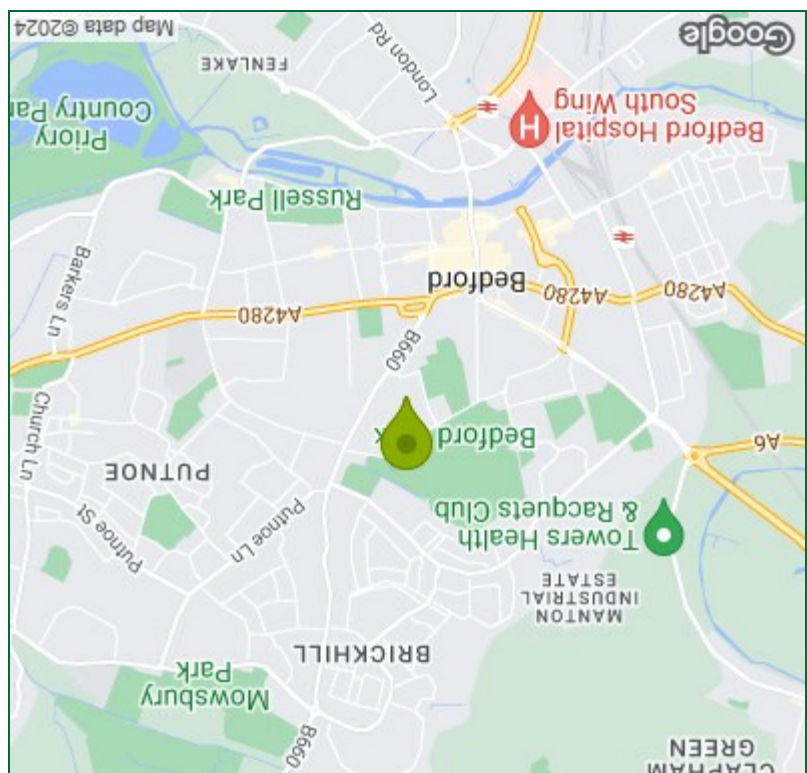 CLAPHAM
GREEN
B660
Mowsbury
Park
BRICKHILL
MANTON
INDUSTRIAL
ESTATE
Towers Health
& Racquets Club
Putnoe Ln
Putnoe St
PUTNOE
Church Ln
A6
Bedford
B660
A4280
A4280
A4280
Bedford
Barkers Ln
Russell Park
Priory
Country Par
Bedford Hospital
South Wing
H
London Rd
FENLAKE
Google
Map data ©2024